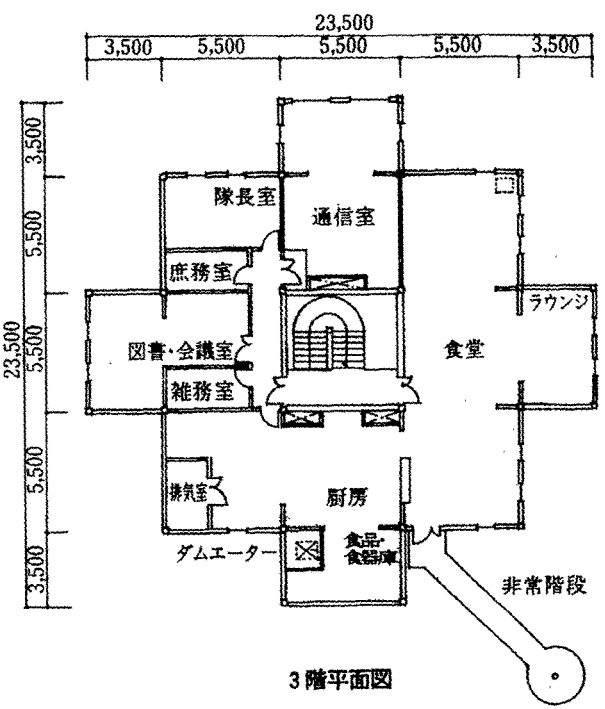 23,500
3,500 5,500 5,500 5,500 3,500
3,500
5,500
5,500
5,500
3,500
23,500
隊長室
通信室
庶務室
ラウンジ
図書・会議室
食堂
雑務室
排気室
厨房
ダムエーター
食品・
食器庫
非常階段
3階平面図